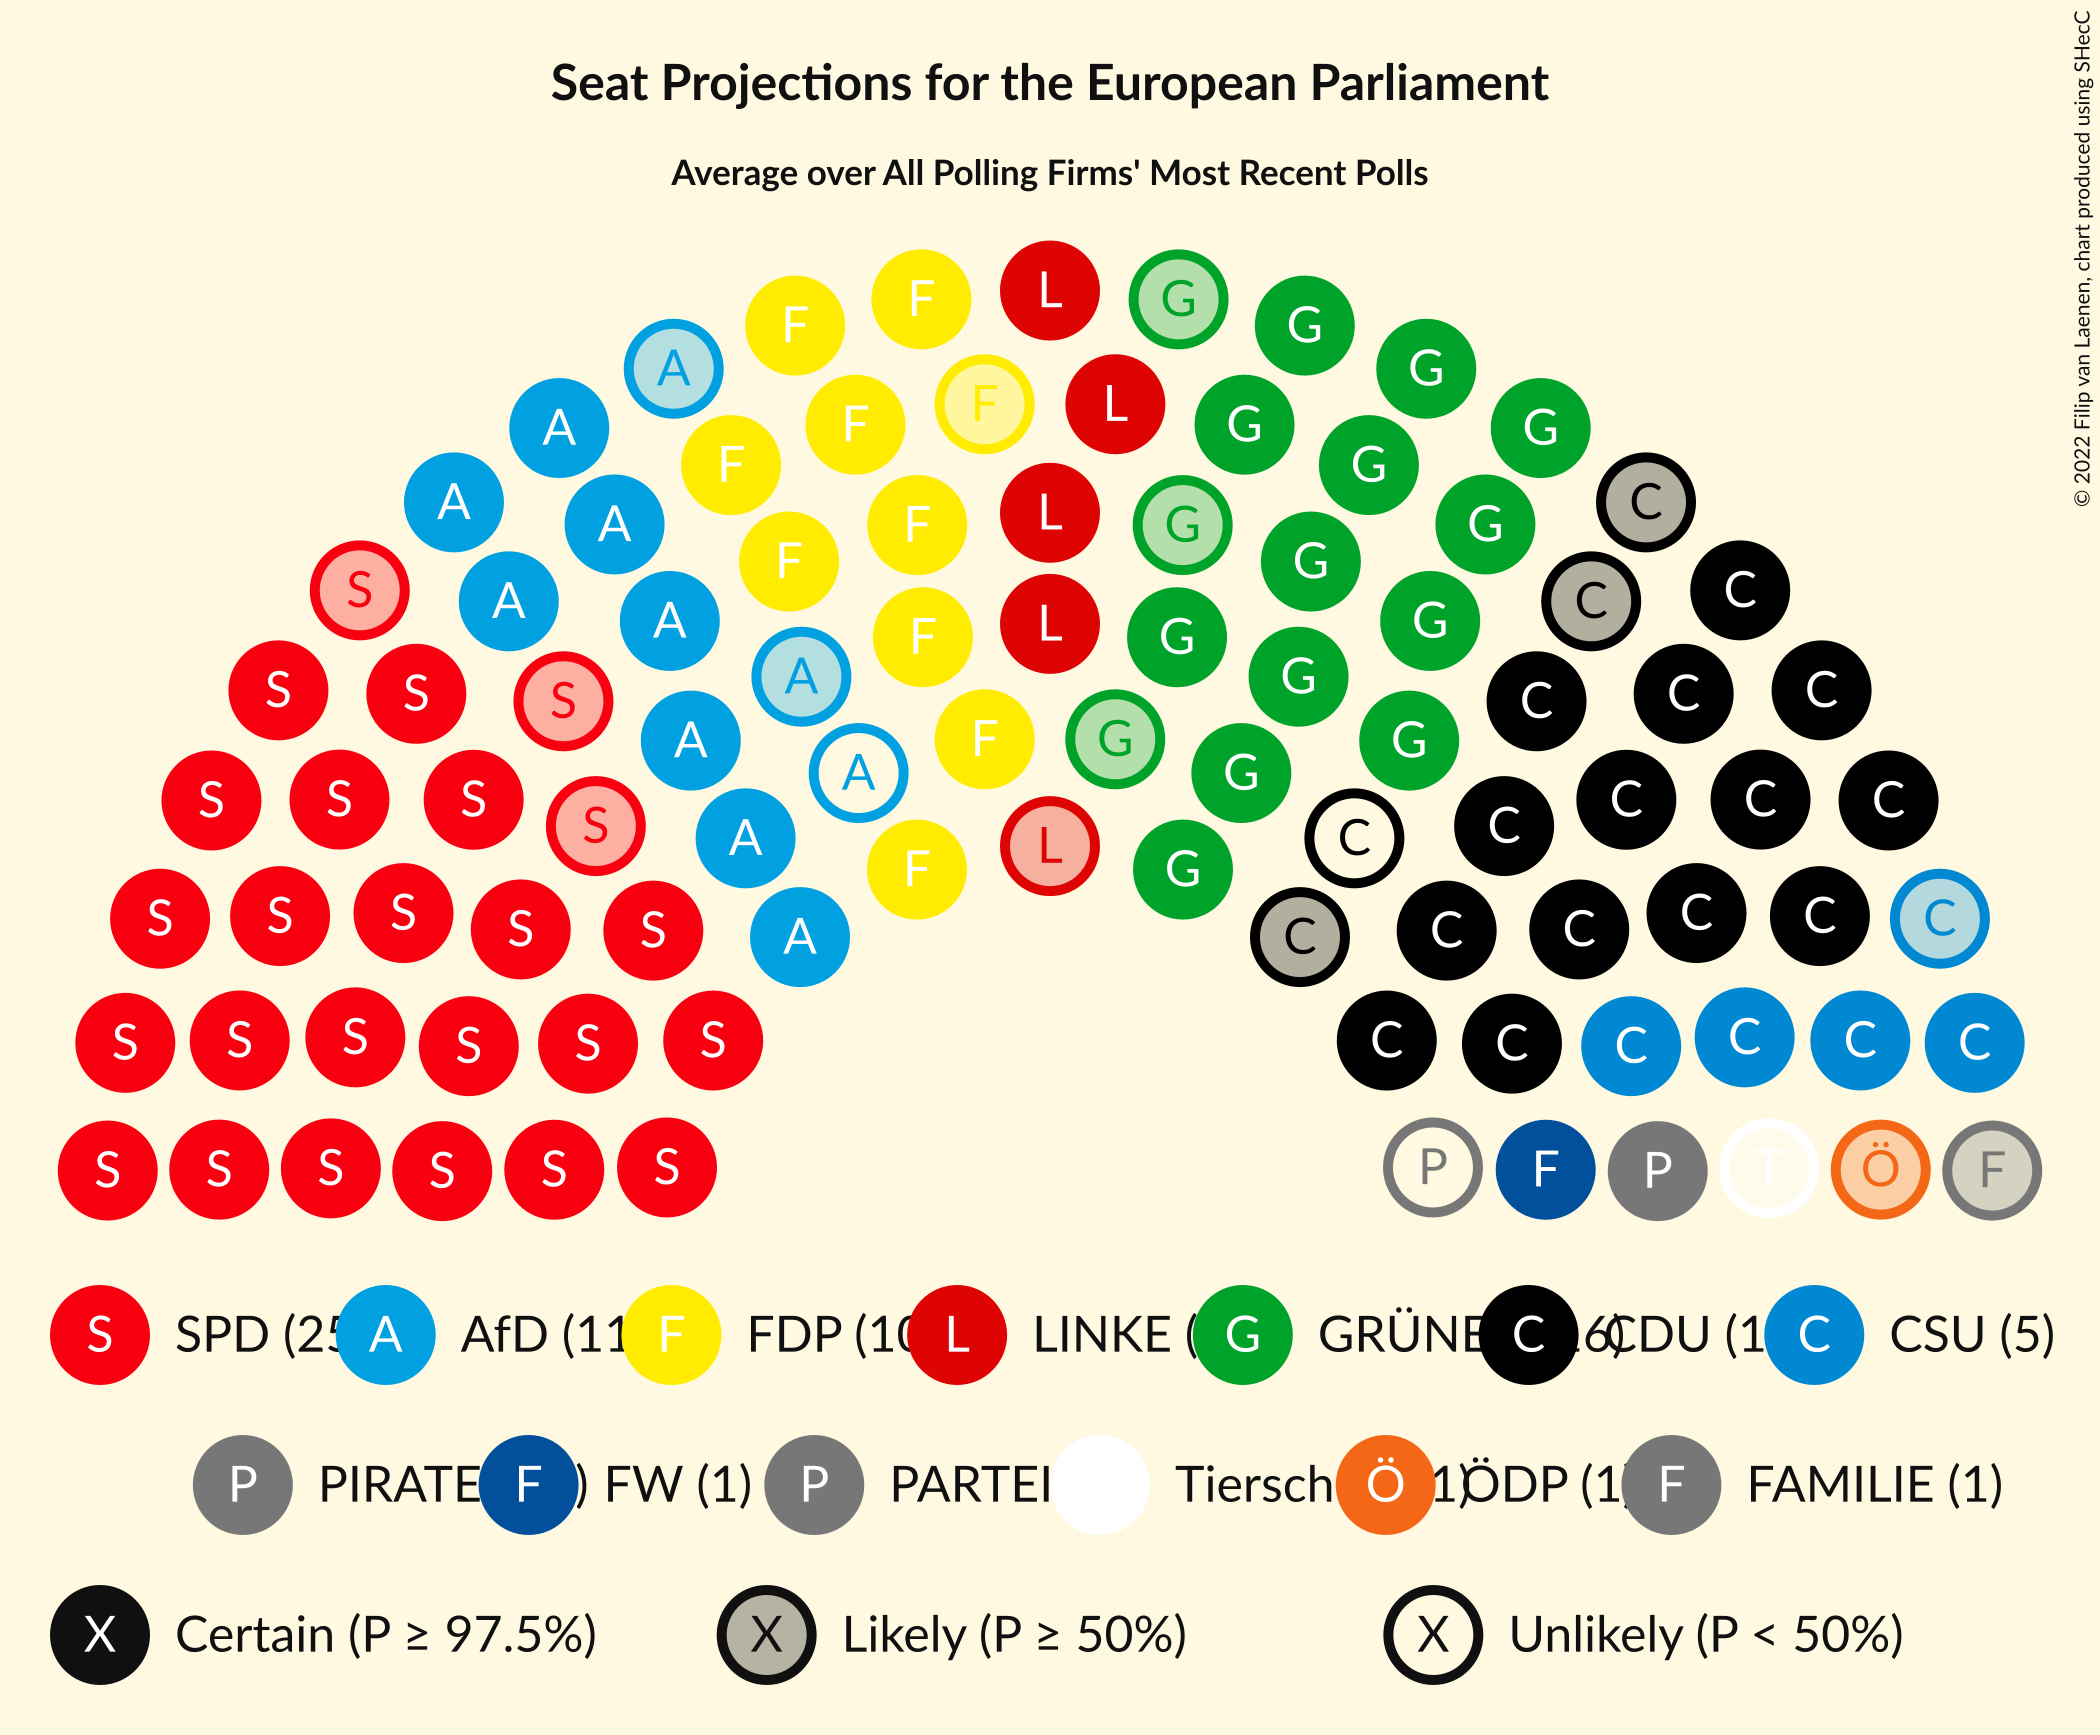 Seat Projections for the European Parliament
Average over All Polling Firms' Most Recent Polls
© 2022 Filip van Laenen, chart produced using SHecC
L
F G
F G
A F L G
F G
A G
F G
A C
F L G
A G
S A F G C C
A G
F L G
A G
S S A G C C
S C
A G
F G
S S S A C C C
A G
S C
A C
F G
L
S S S S S A C C C C C C
S S S S S S C C C C C C
S S S S S S P F P T Ö F
S SPD (25 A AfD (11 F FDP (10 L LINKE ( G GRÜNE C 6) CDU (1 C CSU (5)
P PIRATE F ) FW (1) P PARTEI Tiersch Ö 1) ÖDP (1) F FAMILIE (1)
X Certain (P ≥ 97.5%) X Likely (P ≥ 50%) X Unlikely (P < 50%)